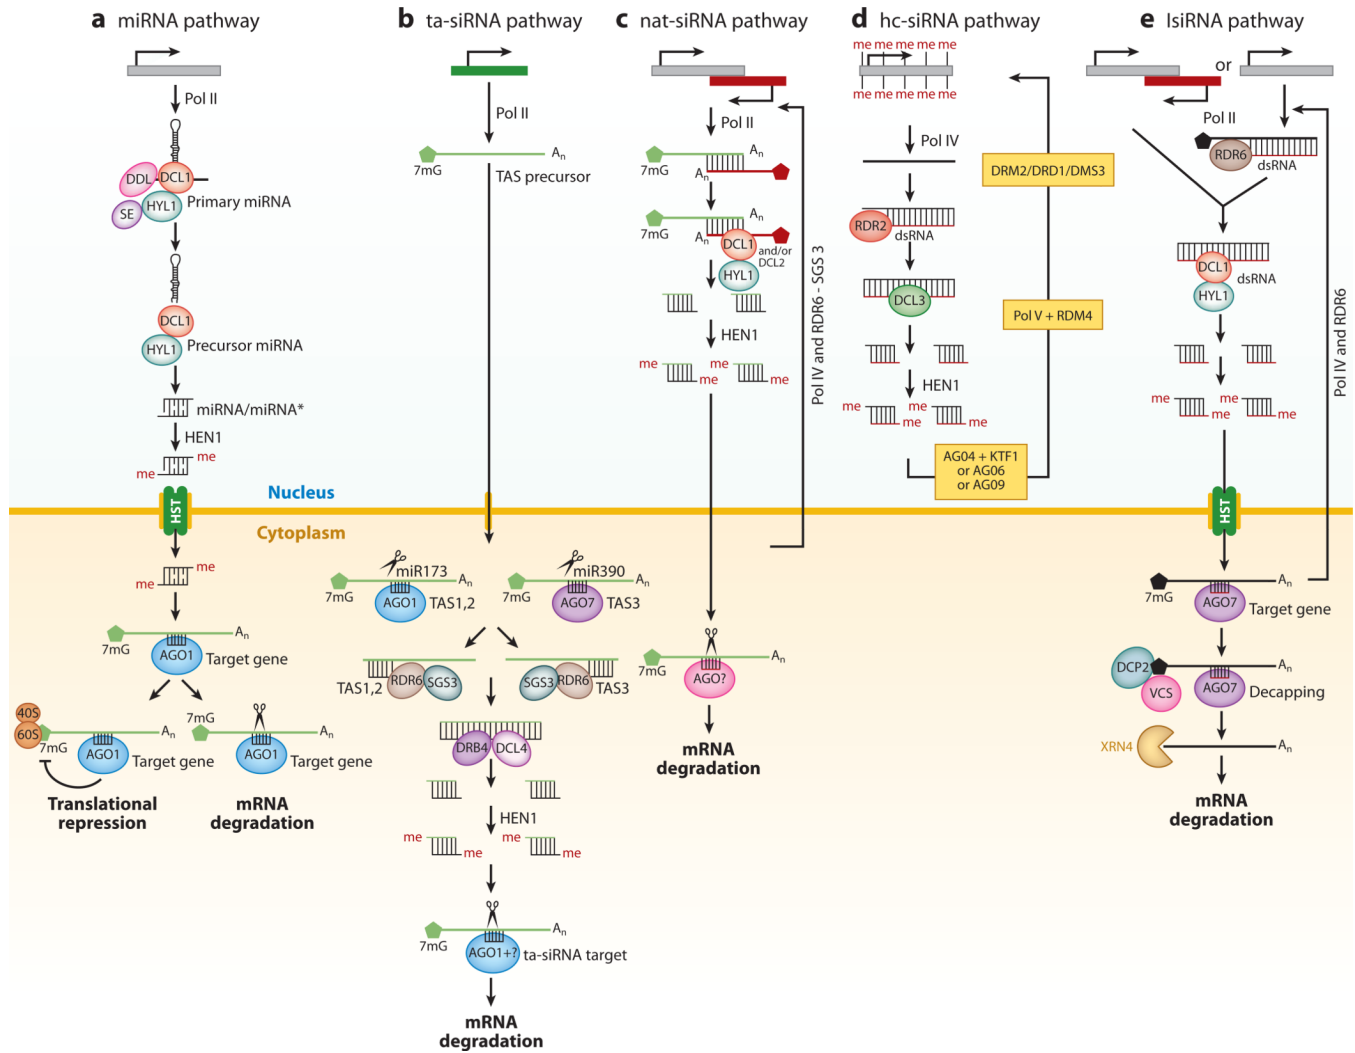 a miRNA pathway
Pol II
DDL
DCL1
SE
HYL1
Primary miRNA
DCL1
HYL1
Precursor miRNA
miRNA/miRNA*
HEN1
me
me
HST
me
me
7mG
An
AGO1
Target gene
40S
60S
7mG
An
AGO1
Target gene
Translational
repression
7mG
An
AGO1
Target gene
mRNA
degradation
Nucleus
Cytoplasm
b ta-siRNA pathway
Pol II
7mG
An
TAS precursor
miR173
7mG
AGO1
TAS1,2
miR390
An
7mG
AGO7
TAS3
TAS1,2
RDR6
SGS3
SGS3
RDR6
TAS3
DRB4
DCL4
HEN1
me
me
me
me
7mG
An
AGO1+?
ta-siRNA target
mRNA
degradation
c nat-siRNA pathway
Pol II
7mG
An
An
7mG
An
An
DCL1
and/or
DCL2
HYL1
HEN1
me
me
me
me
Pol IV and RDR6 - SGS 3
7mG
An
AGO?
mRNA
degradation
d hc-siRNA pathway
me me me me me
me me me me me
Pol IV
RDR2
dsRNA
DCL3
HEN1
me
me
me
me
AG04 + KTF1
or AG06
or AG09
Pol V + RDM4
DRM2/DRD1/DMS3
e lsiRNA pathway
or
Pol II
RDR6
dsRNA
DCL1
dsRNA
HYL1
me
me
me
me
Pol IV and RDR6
HST
7mG
An
AGO7
Target gene
DCP2
VCS
An
AGO7
Decapping
XRN4
An
mRNA
degradation